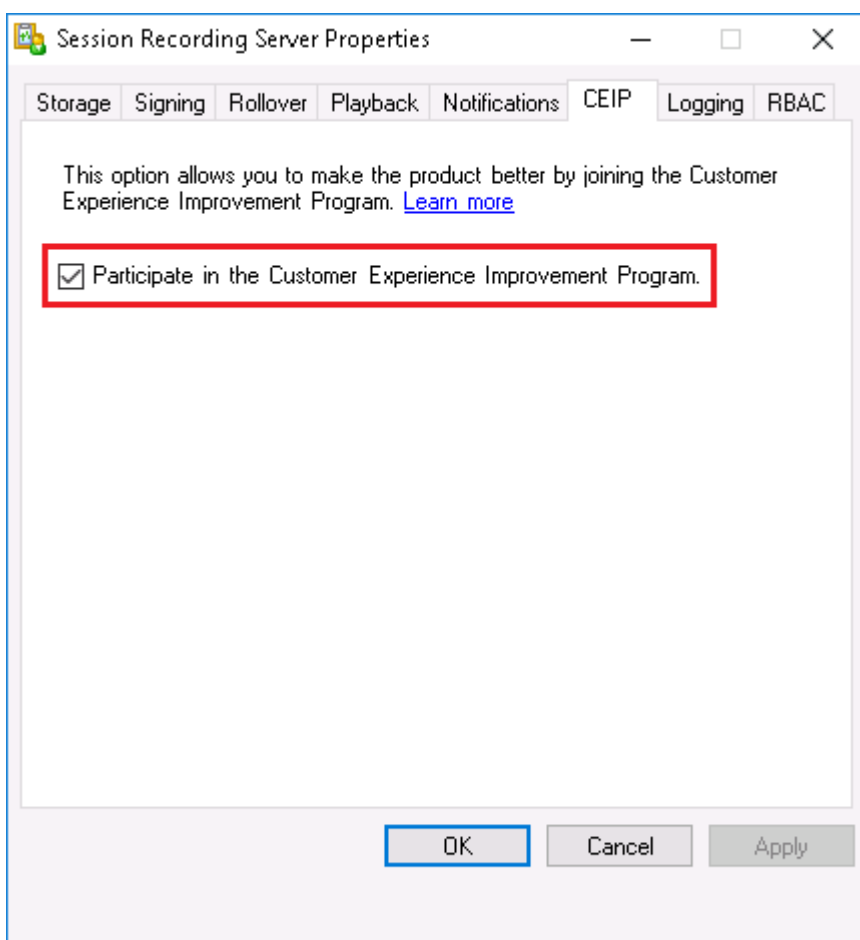 Session Recording Server Properties
Storage Signing Rollover Playback Notifications CEIP Logging RBAC
This option allows you to make the product better by joining the Customer
Experience Improvement Program. Learn more
Participate in the Customer Experience Improvement Program.
OK Cancel Apply